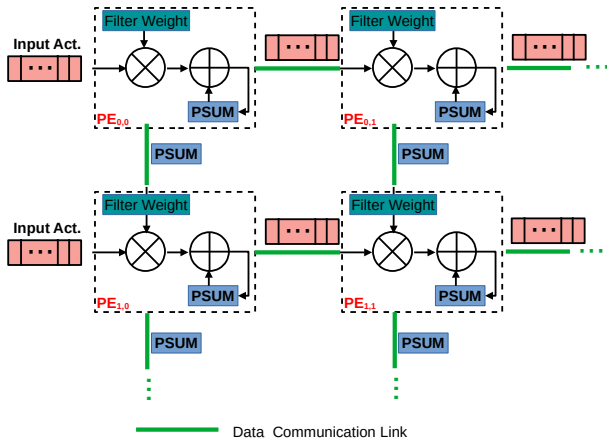 Filter Weight
Filter Weight
Input Act.
...
...
...
PSUM
PSUM
PE0,0
PE0,1
PSUM
PSUM
Filter Weight
Filter Weight
Input Act.
...
...
...
PSUM
PSUM
PE1,0
PE1,1
PSUM
PSUM
Data Communication Link